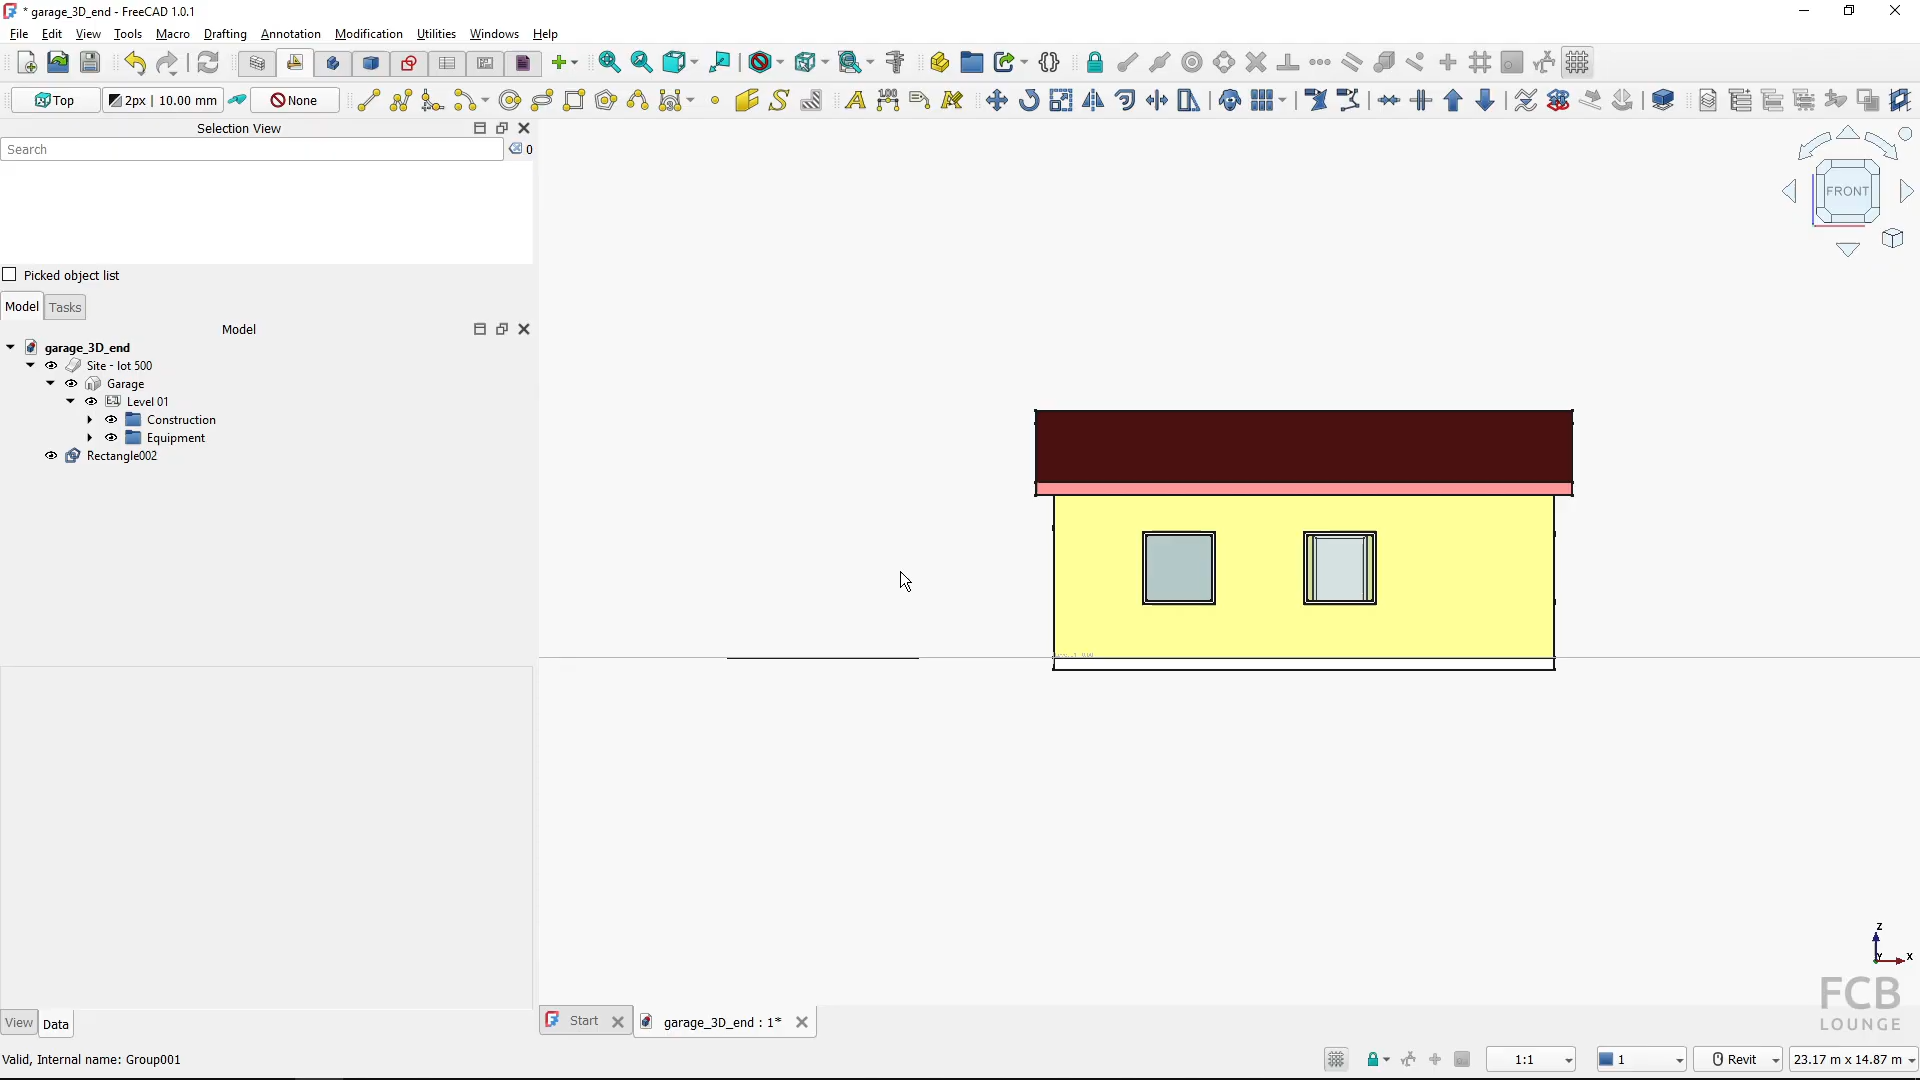 * garage_3D_end - FreeCAD 1.0.1
File Edit View Tools Macro Drafting Annotation Modification Utilities Windows Help
Top 2px | 10.00 mm None
Selection View
Search 0
Picked object list
Model Tasks
Model
garage_3D_end
Site - lot 500
Garage
Level 01
Construction
Equipment
Rectangle002
FRONT
Z
Y X
FCB
LOUNGE
View Data
Start garage_3D_end : 1*
Valid, Internal name: Group001
1:1 1 Revit 23.17 m x 14.87 m